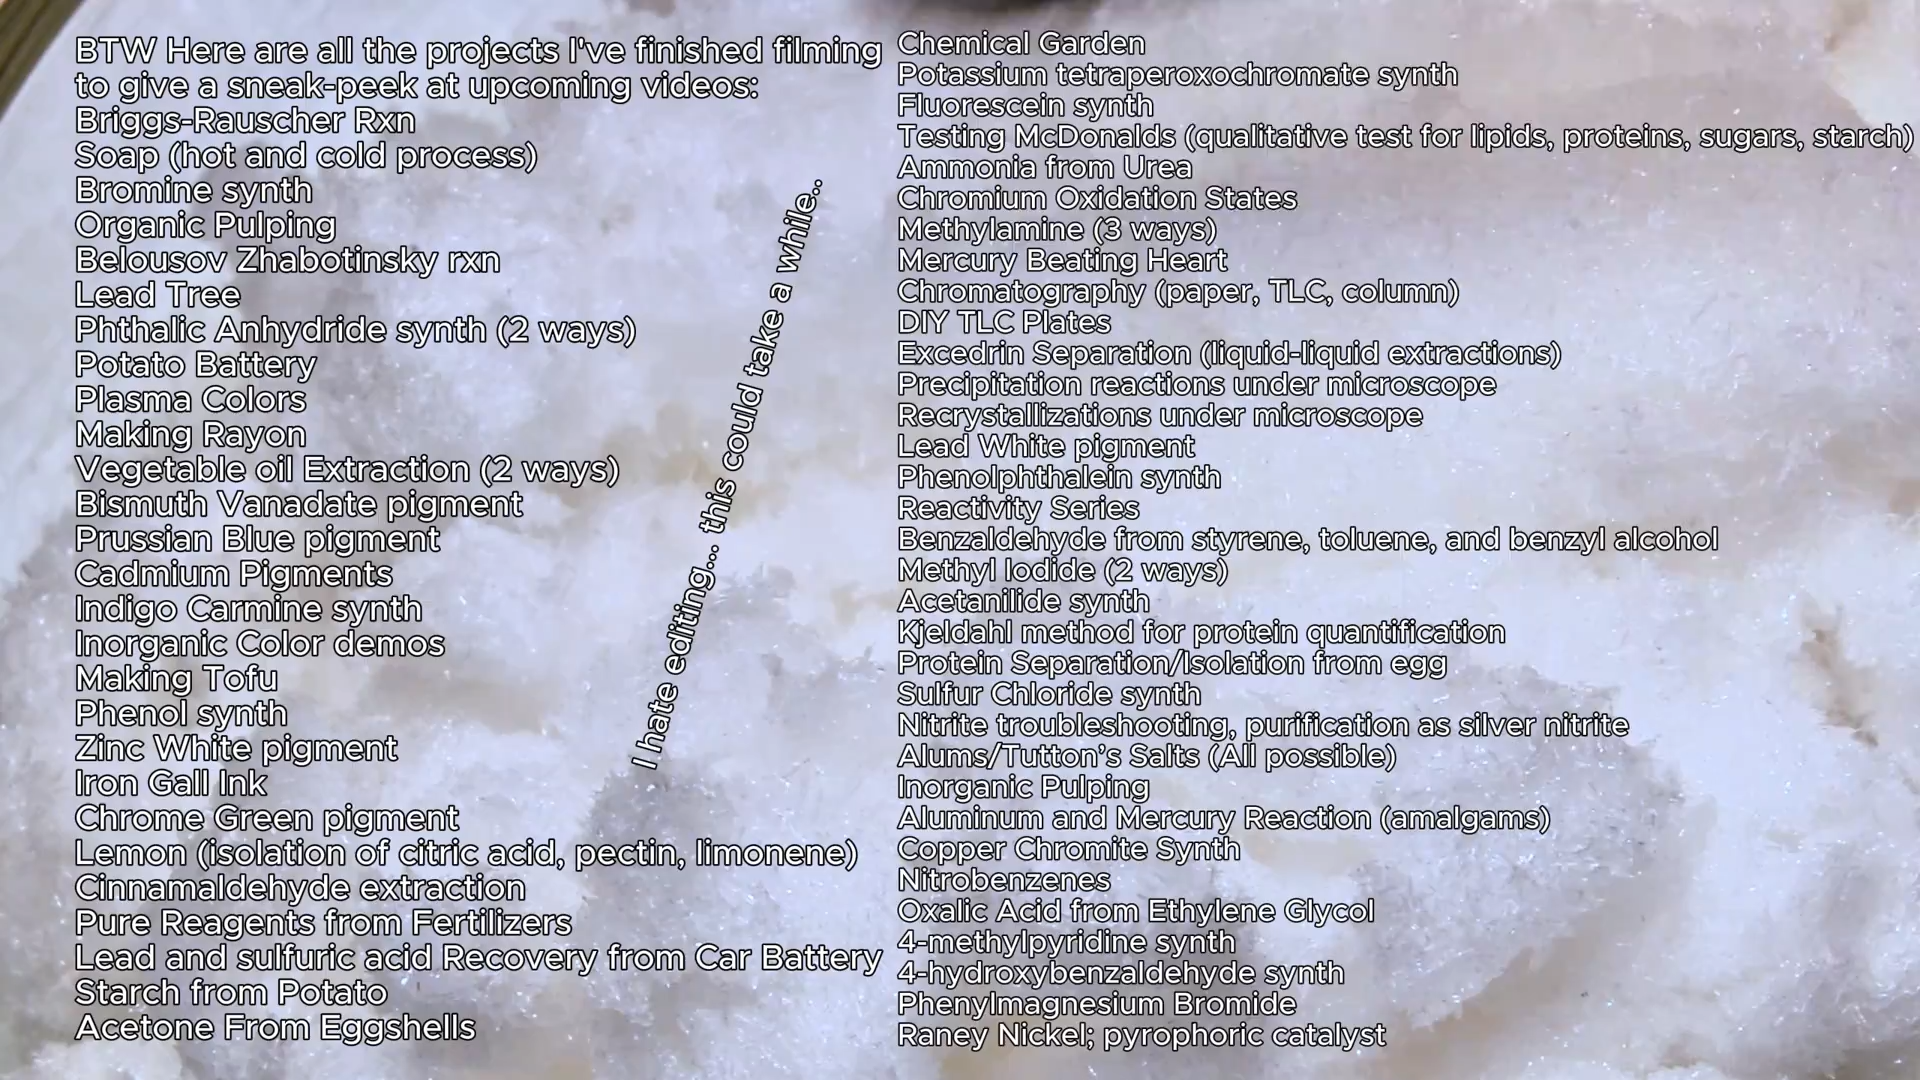 BTW Here are all the projects I've finished filming
to give a sneak-peek at upcoming videos:
Briggs-Rauscher Rxn
Soap (hot and cold process)
Bromine synth
Organic Pulping
Belousov Zhabotinsky rxn
Lead Tree
Phthalic Anhydride synth (2 ways)
Potato Battery
Plasma Colors
Making Rayon
Vegetable oil Extraction (2 ways)
Bismuth Vanadate pigment
Prussian Blue pigment
Cadmium Pigments
Indigo Carmine synth
Inorganic Color demos
Making Tofu
Phenol synth
Zinc White pigment
Iron Gall Ink
Chrome Green pigment
Lemon (isolation of citric acid, pectin, limonene)
Cinnamaldehyde extraction
Pure Reagents from Fertilizers
Lead and sulfuric acid Recovery from Car Battery
Starch from Potato
Acetone From Eggshells
I hate editing... this could take a while..
Chemical Garden
Potassium tetraperoxochromate synth
Fluorescein synth
Testing McDonalds (qualitative test for lipids, proteins, sugars, starch)
Ammonia from Urea
Chromium Oxidation States
Methylamine (3 ways)
Mercury Beating Heart
Chromatography (paper, TLC, column)
DIY TLC Plates
Excedrin Separation (liquid-liquid extractions)
Precipitation reactions under microscope
Recrystallizations under microscope
Lead White pigment
Phenolphthalein synth
Reactivity Series
Benzaldehyde from styrene, toluene, and benzyl alcohol
Methyl Iodide (2 ways)
Acetanilide synth
Kjeldahl method for protein quantification
Protein Separation/Isolation from egg
Sulfur Chloride synth
Nitrite troubleshooting, purification as silver nitrite
Alums/Tutton’s Salts (All possible)
Inorganic Pulping
Aluminum and Mercury Reaction (amalgams)
Copper Chromite Synth
Nitrobenzenes
Oxalic Acid from Ethylene Glycol
4-methylpyridine synth
4-hydroxybenzaldehyde synth
Phenylmagnesium Bromide
Raney Nickel; pyrophoric catalyst